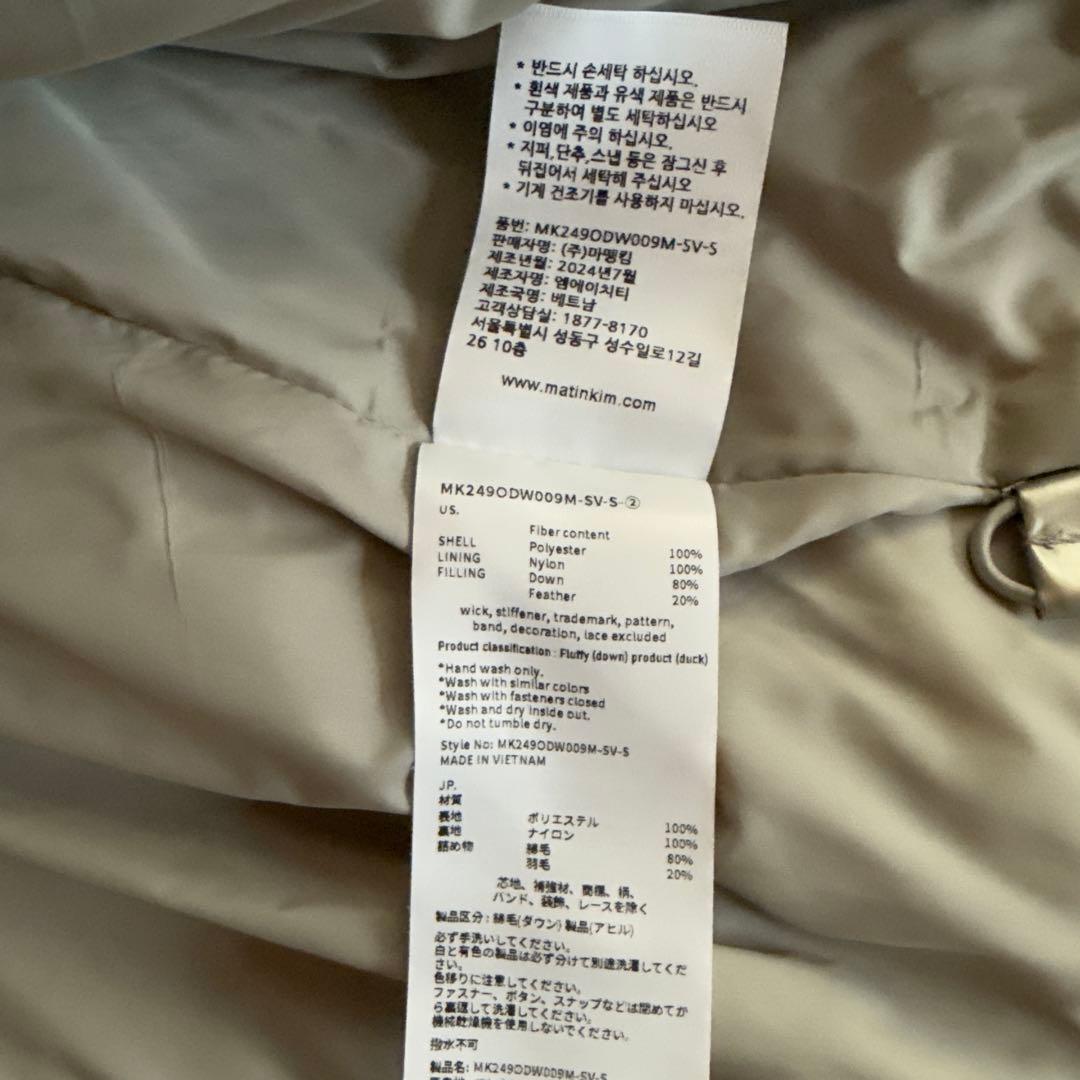 * 반드시 손세탁 하십시오.
* 흰색 제품과 유색 제품은 반드시
구분하여 별도 세탁하십시오
* 이염에 주의 하십시오.
* 지퍼,단추,스냅 등은 잠그신 후
뒤집어서 세탁해 주십시오
* 기계 건조기를 사용하지 마십시오.
품번: MK249ODW009M-SV-S
판매자명: (주)마뗑킴
제조년월: 2024년7월
제조자명: 엠에이치티
제조국명: 베트남
고객상담실: 1877-8170
서울특별시 성동구 성수일로12길
26 10층
www.matinkim.com
MK249ODW009M-SV-S-②
US.
Fiber content
SHELL Polyester 100%
LINING Nylon 100%
FILLING Down 80%
Feather 20%
wick, stiffener, trademark, pattern,
band, decoration, lace excluded
Product classification : Fluffy (down) product (duck)
*Hand wash only.
*Wash with similar colors
*Wash with fasteners closed
*Wash and dry inside out.
*Do not tumble dry.
Style No: MK249ODW009M-SV-S
MADE IN VIETNAM
JP.
材質
表地 ポリエステル 100%
裏地 ナイロン 100%
詰め物 綿毛 80%
羽毛 20%
芯地、補強材、商標、柄、
バンド、装飾、レースを除く
製品区分 : 綿毛(ダウン) 製品(アヒル)
必ず手洗いしてください。
白と有色の製品は必ず分けて別途洗濯してくだ
さい。
色移りに注意してください。
ファスナー、ボタン、スナップなどは閉めてか
ら裏返して洗濯してください。
機械乾燥機を使用しないでください。
撥水不可
製品名: MK249ODW009M-SV-S